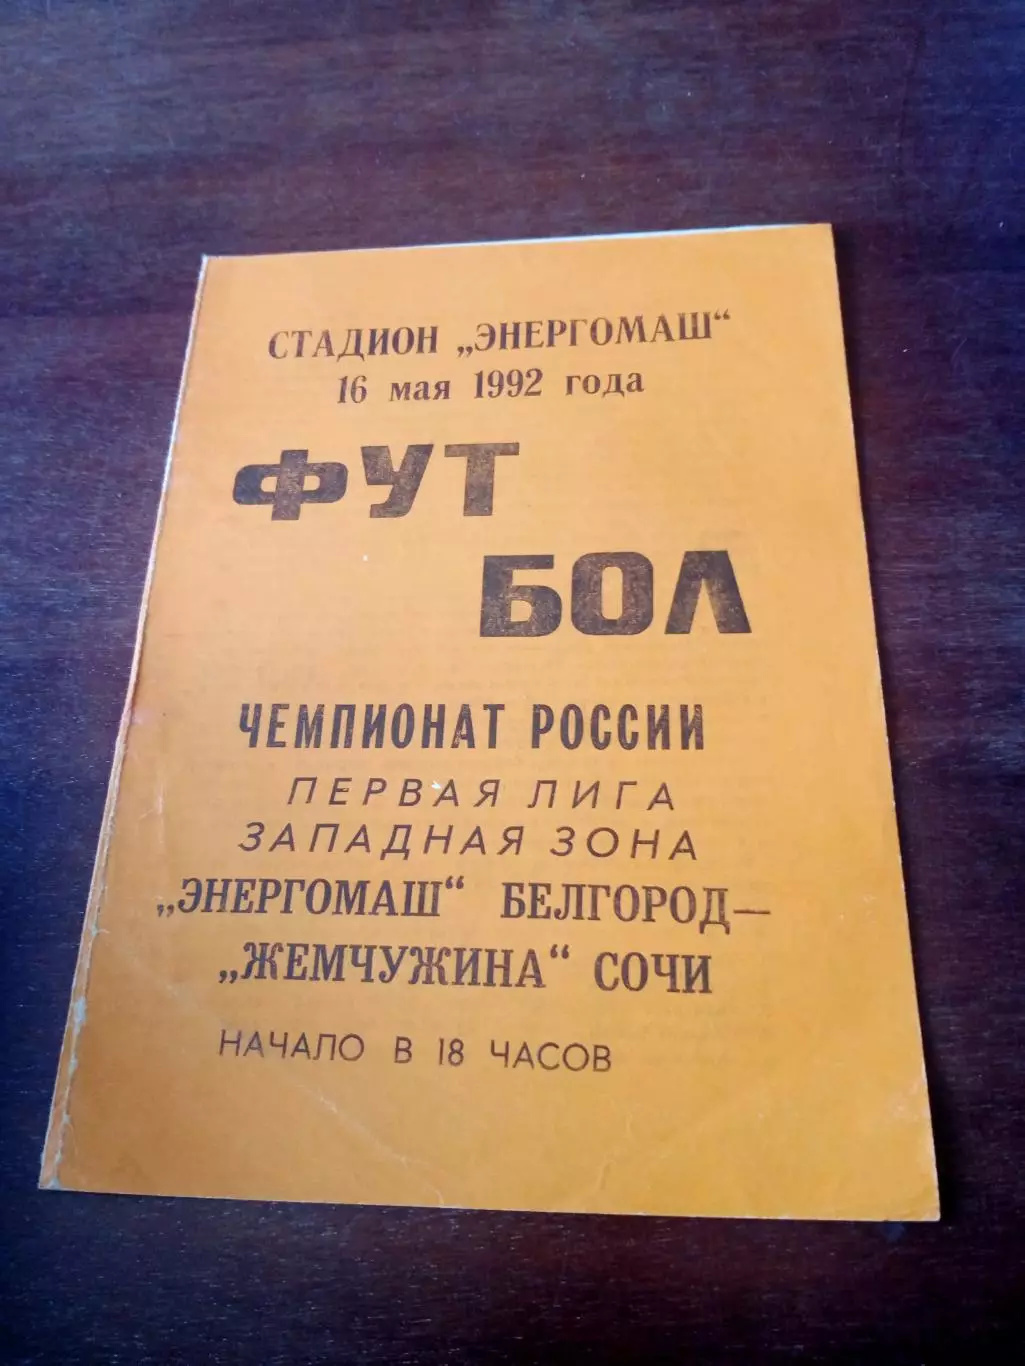 СТАДИОН „ЭНЕРГОМАШ“
16 мая 1992 года
ФУТ
БОЛ
ЧЕМПИОНАТ РОССИИ
ПЕРВАЯ ЛИГА
ЗАПАДНАЯ ЗОНА
„ЭНЕРГОМАШ“ БЕЛГОРОД—
„ЖЕМЧУЖИНА“ СОЧИ
НАЧАЛО В 18 ЧАСОВ